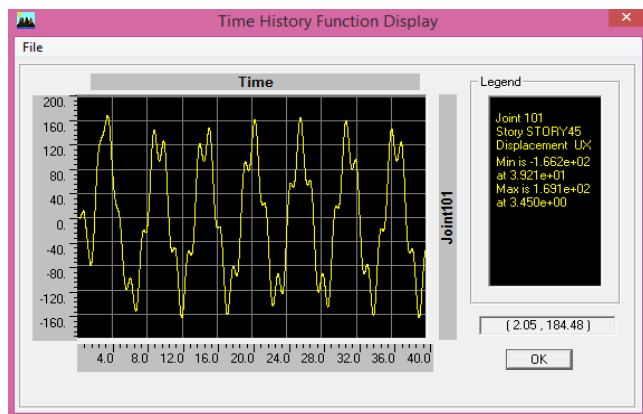 Time History Function Display
File
Time
200.
160.
120.
80.
40.
0.
-40.
-80.
-120.
-160.
4.0 8.0 12.0 16.0 20.0 24.0 28.0 32.0 36.0 40.0
Joint101
Legend
Joint 101
Story STORY45
Displacement UX
Min is -1.662e+02
at 3.921e+01
Max is 1.691e+02
at 3.450e+00
( 2.05 , 184.48 )
OK